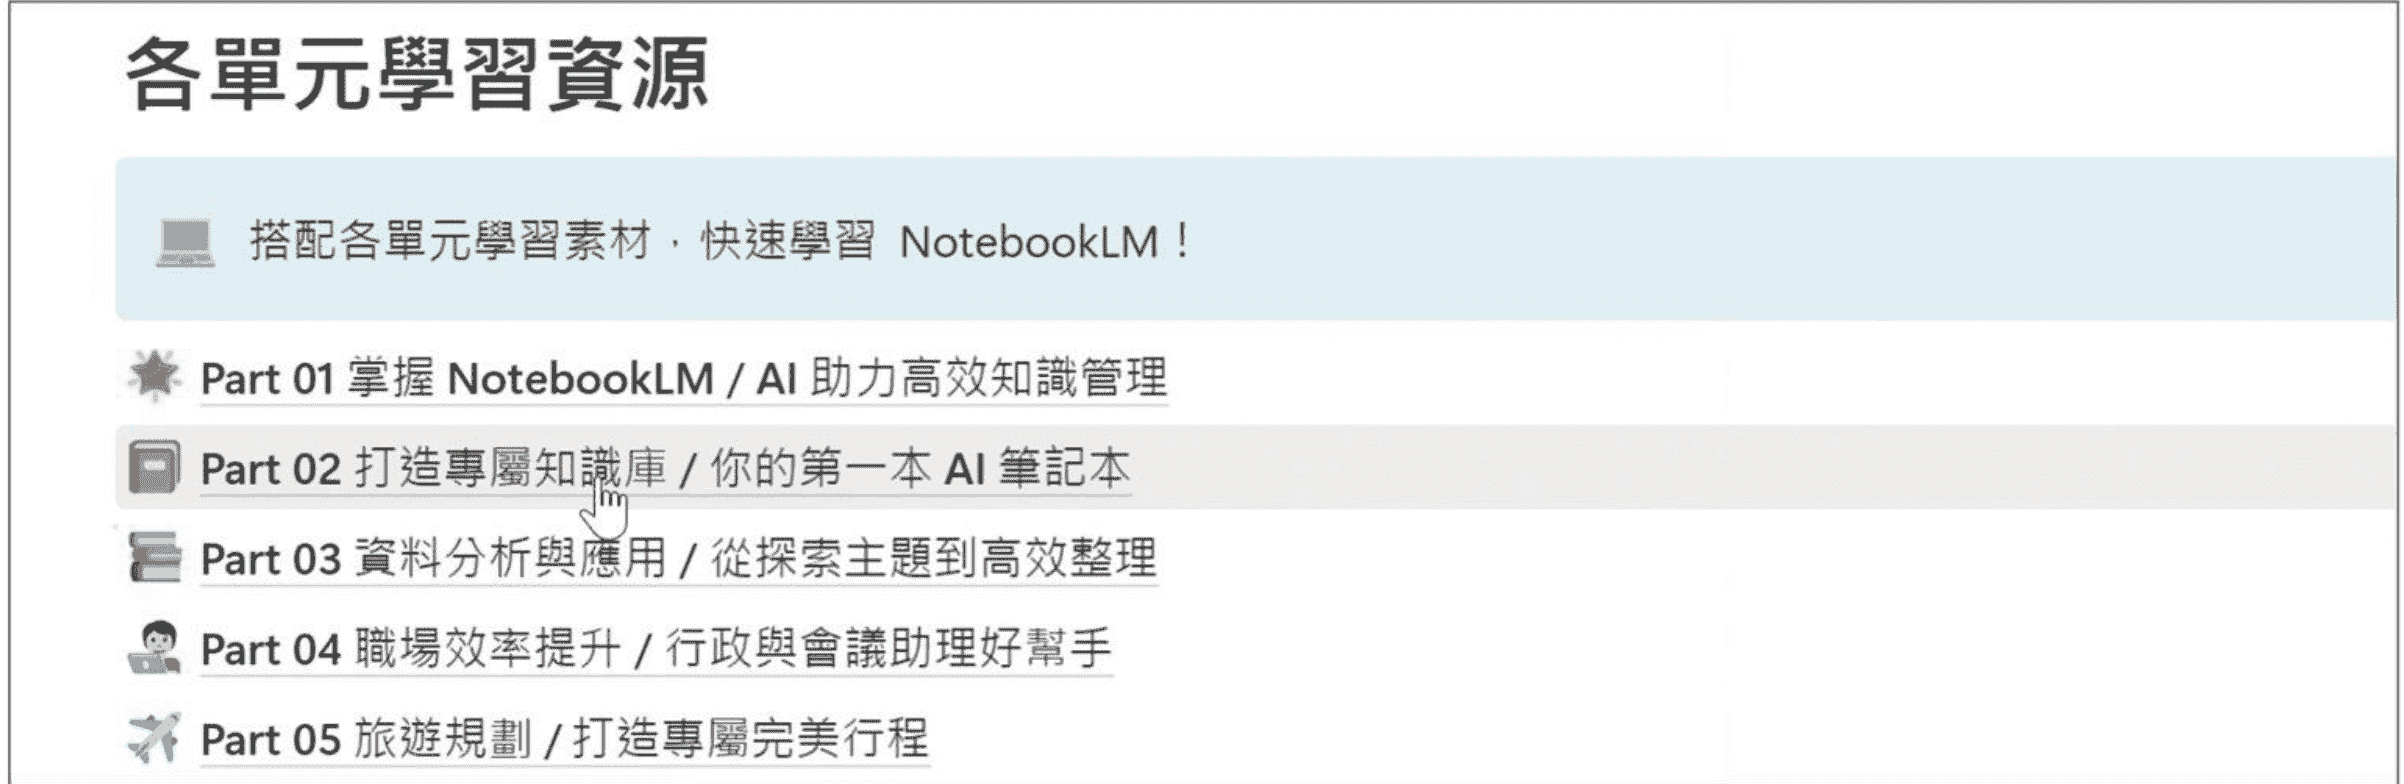 各單元學習資源
搭配各單元學習素材，快速學習 NotebookLM！
Part 01 掌握 NotebookLM / AI 助力高效知識管理
Part 02 打造專屬知識庫 / 你的第一本 AI 筆記本
Part 03 資料分析與應用 / 從探索主題到高效整理
Part 04 職場效率提升 / 行政與會議助理好幫手
Part 05 旅遊規劃 / 打造專屬完美行程